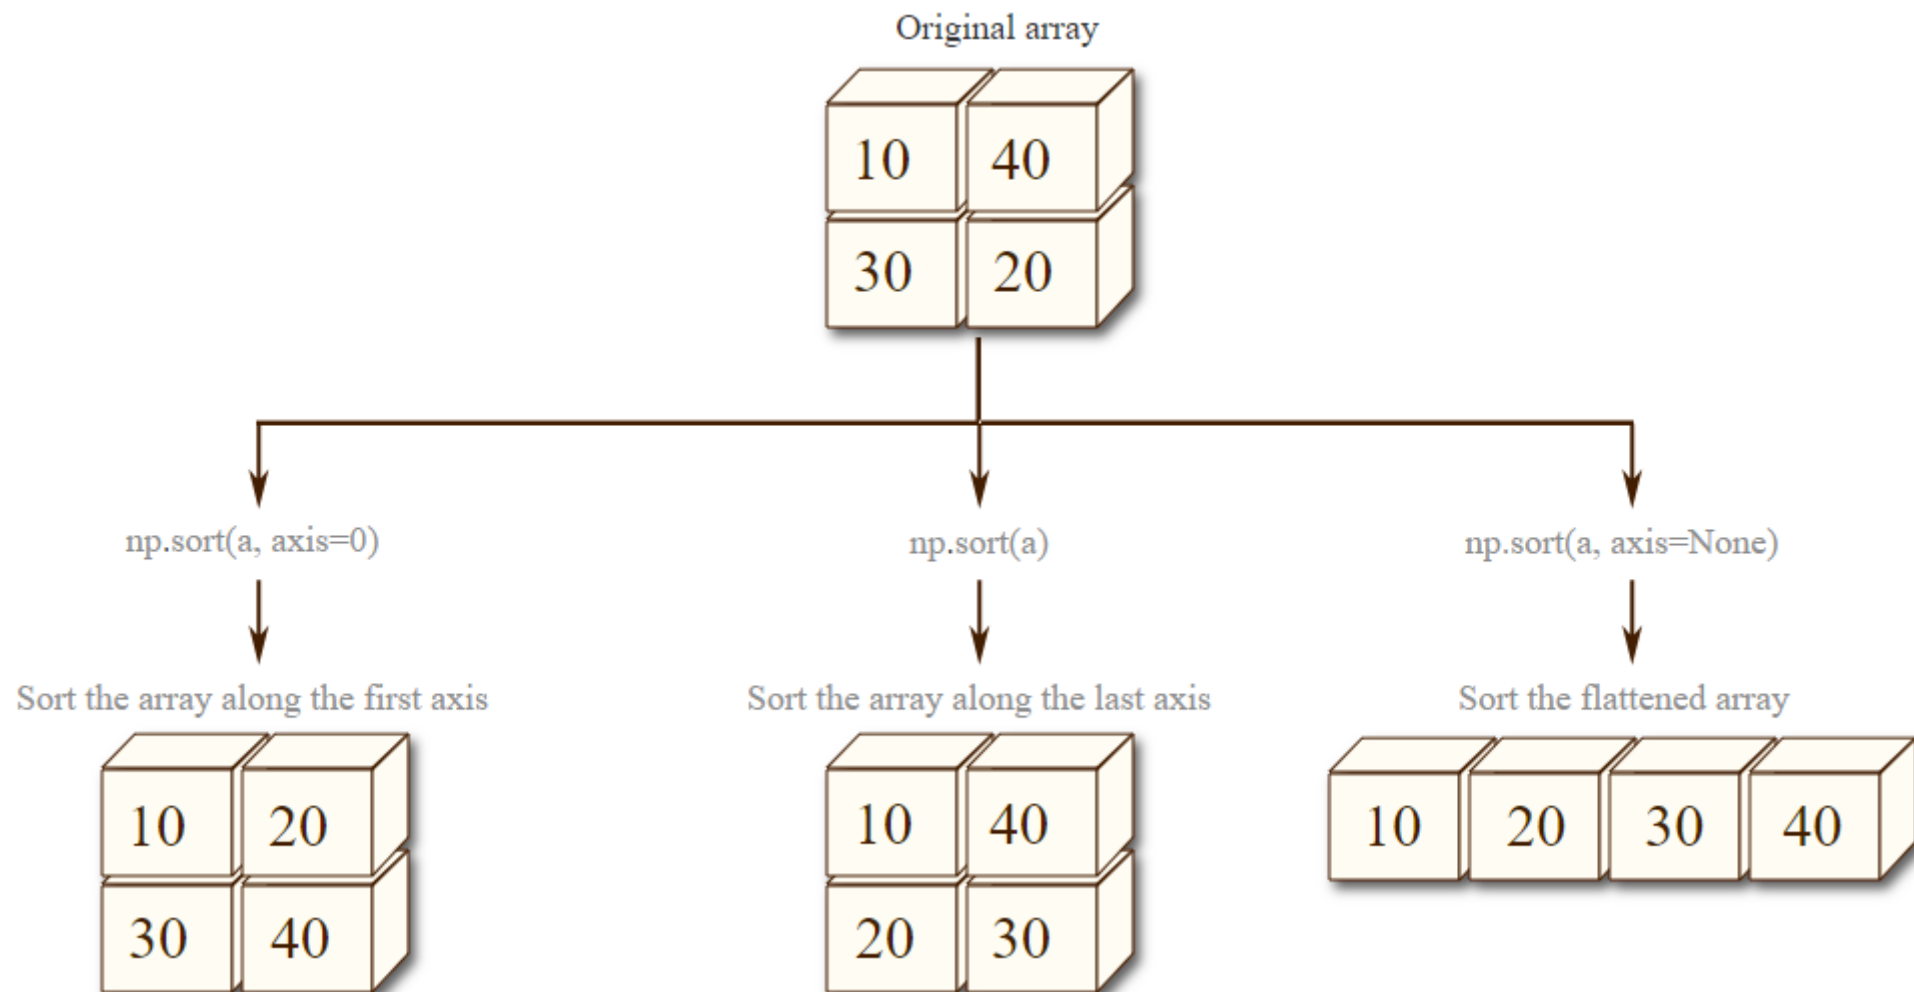 Original array
10 40
30 20
np.sort(a, axis=0)
np.sort(a)
np.sort(a, axis=None)
Sort the array along the first axis
Sort the array along the last axis
Sort the flattened array
10 20
30 40
10 40
20 30
10 20 30 40